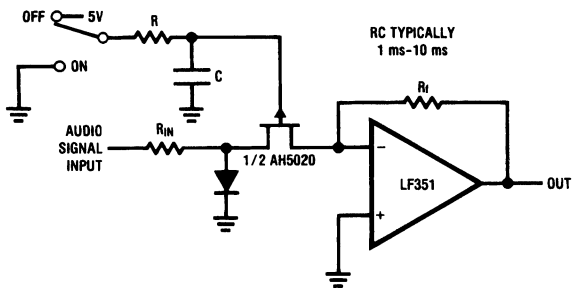 OFF
5V
R
RC TYPICALLY
1 ms-10 ms
ON
C
Rf
AUDIO
SIGNAL
INPUT
RIN
1/2 AH5020
−
LF351
OUT
+